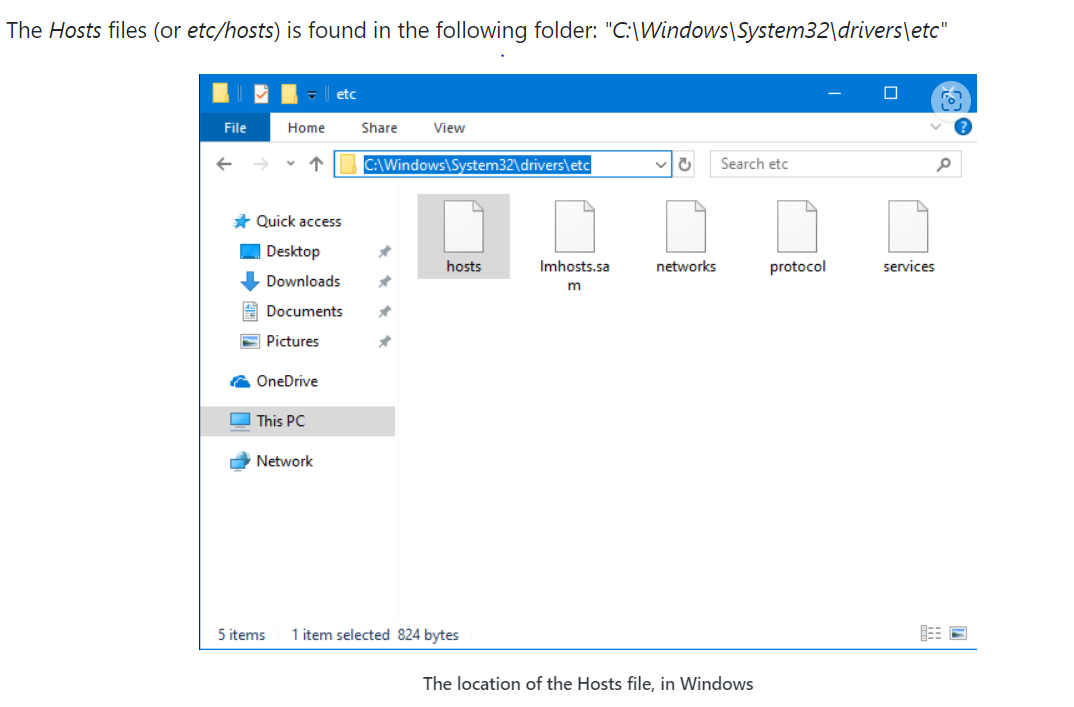 The Hosts files (or etc/hosts) is found in the following folder: "C:\Windows\System32\drivers\etc"
etc
File Home Share View
C:\Windows\System32\drivers\etc Search etc
Quick access
Desktop
Downloads
Documents
Pictures
OneDrive
This PC
Network
hosts
lmhosts.sa
m
networks
protocol
services
5 items 1 item selected 824 bytes
The location of the Hosts file, in Windows